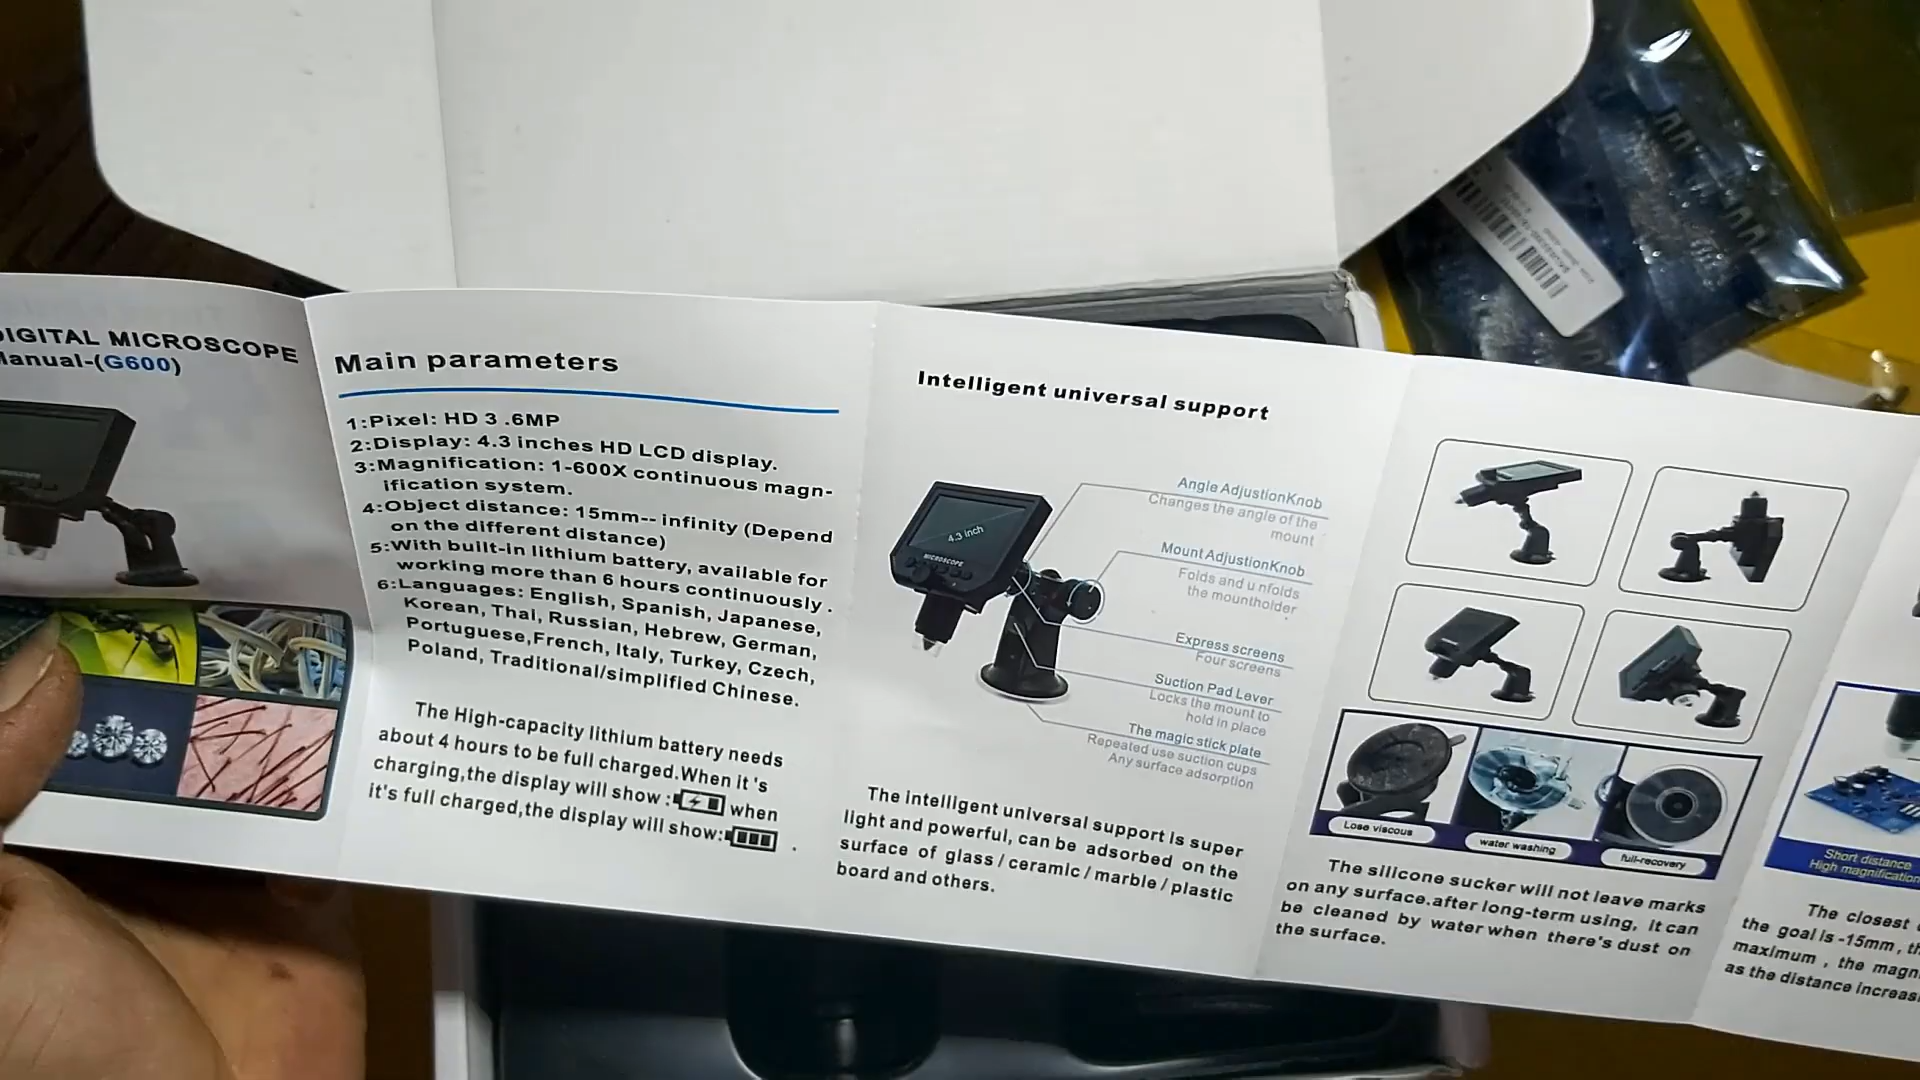 DIGITAL MICROSCOPE
Manual-(G600)
Main parameters
1:Pixel: HD 3 .6MP
2:Display: 4.3 inches HD LCD display.
3:Magnification: 1-600X continuous magn-
ification system.
4:Object distance: 15mm-- infinity (Depend
on the different distance)
5:With built-in lithium battery, available for
working more than 6 hours continuously .
6:Languages: English, Spanish, Japanese,
Korean, Thai, Russian, Hebrew, German,
Portuguese,French, Italy, Turkey, Czech,
Poland, Traditional/simplified Chinese.
The High-capacity lithium battery needs
about 4 hours to be full charged.When it 's
charging,the display will show : when
it's full charged,the display will show: .
Intelligent universal support
4.3 inch
MICROSCOPE
Angle AdjustionKnob
Changes the angle of the
mount
Mount AdjustionKnob
Folds and u nfolds
the mountholder
Express screens
Four screens
Suction Pad Lever
Locks the mount to
hold in place
The magic stick plate
Repeated use suction cups
Any surface adsorption
The intelligent universal support is super
light and powerful, can be adsorbed on the
surface of glass / ceramic / marble / plastic
board and others.
Lose viscous
water washing
full-recovery
The silicone sucker will not leave marks
on any surface.after long-term using, it can
be cleaned by water when there's dust on
the surface.
Short distance
High magnification
The closest
the goal is -15mm , th
maximum , the magn
as the distance increas